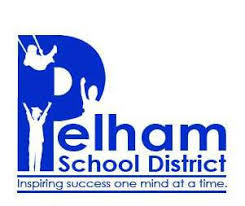 Pelham
School District
Inspiring success one mind at a time.